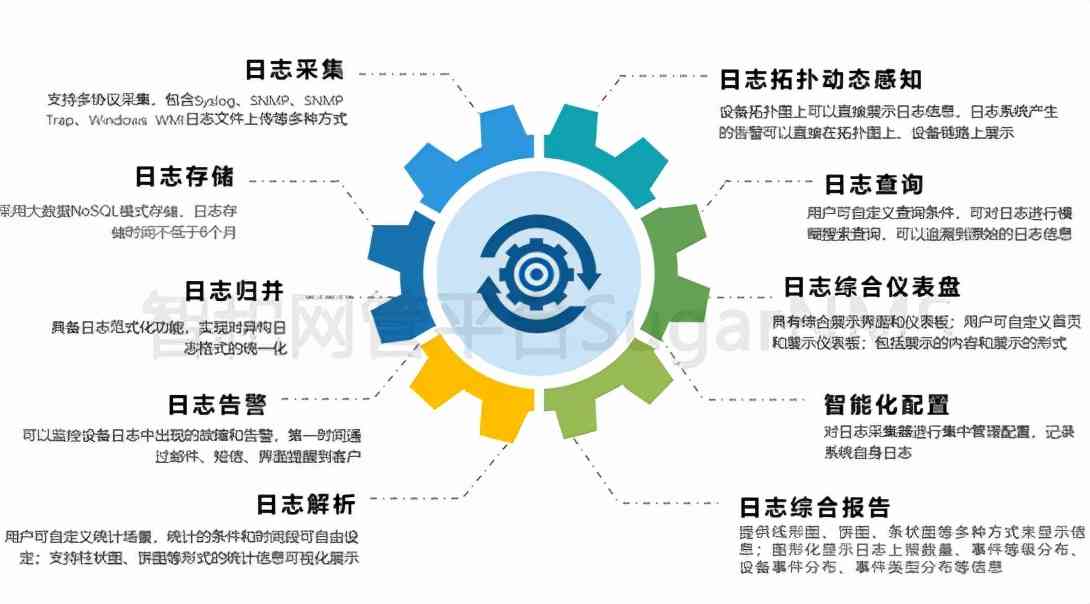 日志采集
支持多协议采集，包含Syslog、SNMP、SNMP
Trap、Windows WMI日志文件上传等多种方式
日志存储
采用大数据NoSQL模式存储，日志存
储时间不低于6个月
日志归并
具备日志范式化功能，实现对异构日
志格式的统一化
日志告警
可以监控设备日志中出现的故障和告警，第一时间通
过邮件、短信、界面提醒到客户
日志解析
用户可自定义统计场景，统计的条件和时间段可自由设
定；支持柱状图、饼图等形式的统计信息可视化展示
日志拓扑动态感知
设备拓扑图上可以直接展示日志信息，日志系统产生
的告警可以直接在拓扑图上、设备链路上展示
日志查询
用户可自定义查询条件，可对日志进行模
糊搜索查询，可以追溯到原始的日志信息
日志综合仪表盘
具有综合展示界面和仪表板；用户可自定义首页
和展示仪表板；包括展示的内容和展示的形式
智能化配置
对日志采集器进行集中管理配置，记录
系统自身日志
日志综合报告
提供线形图、饼图、条状图等多种方式来显示信
息；图形化显示日志上报数量、事件等级分布、
设备事件分布、事件类型分布等信息
智和网管平台SugarNMS